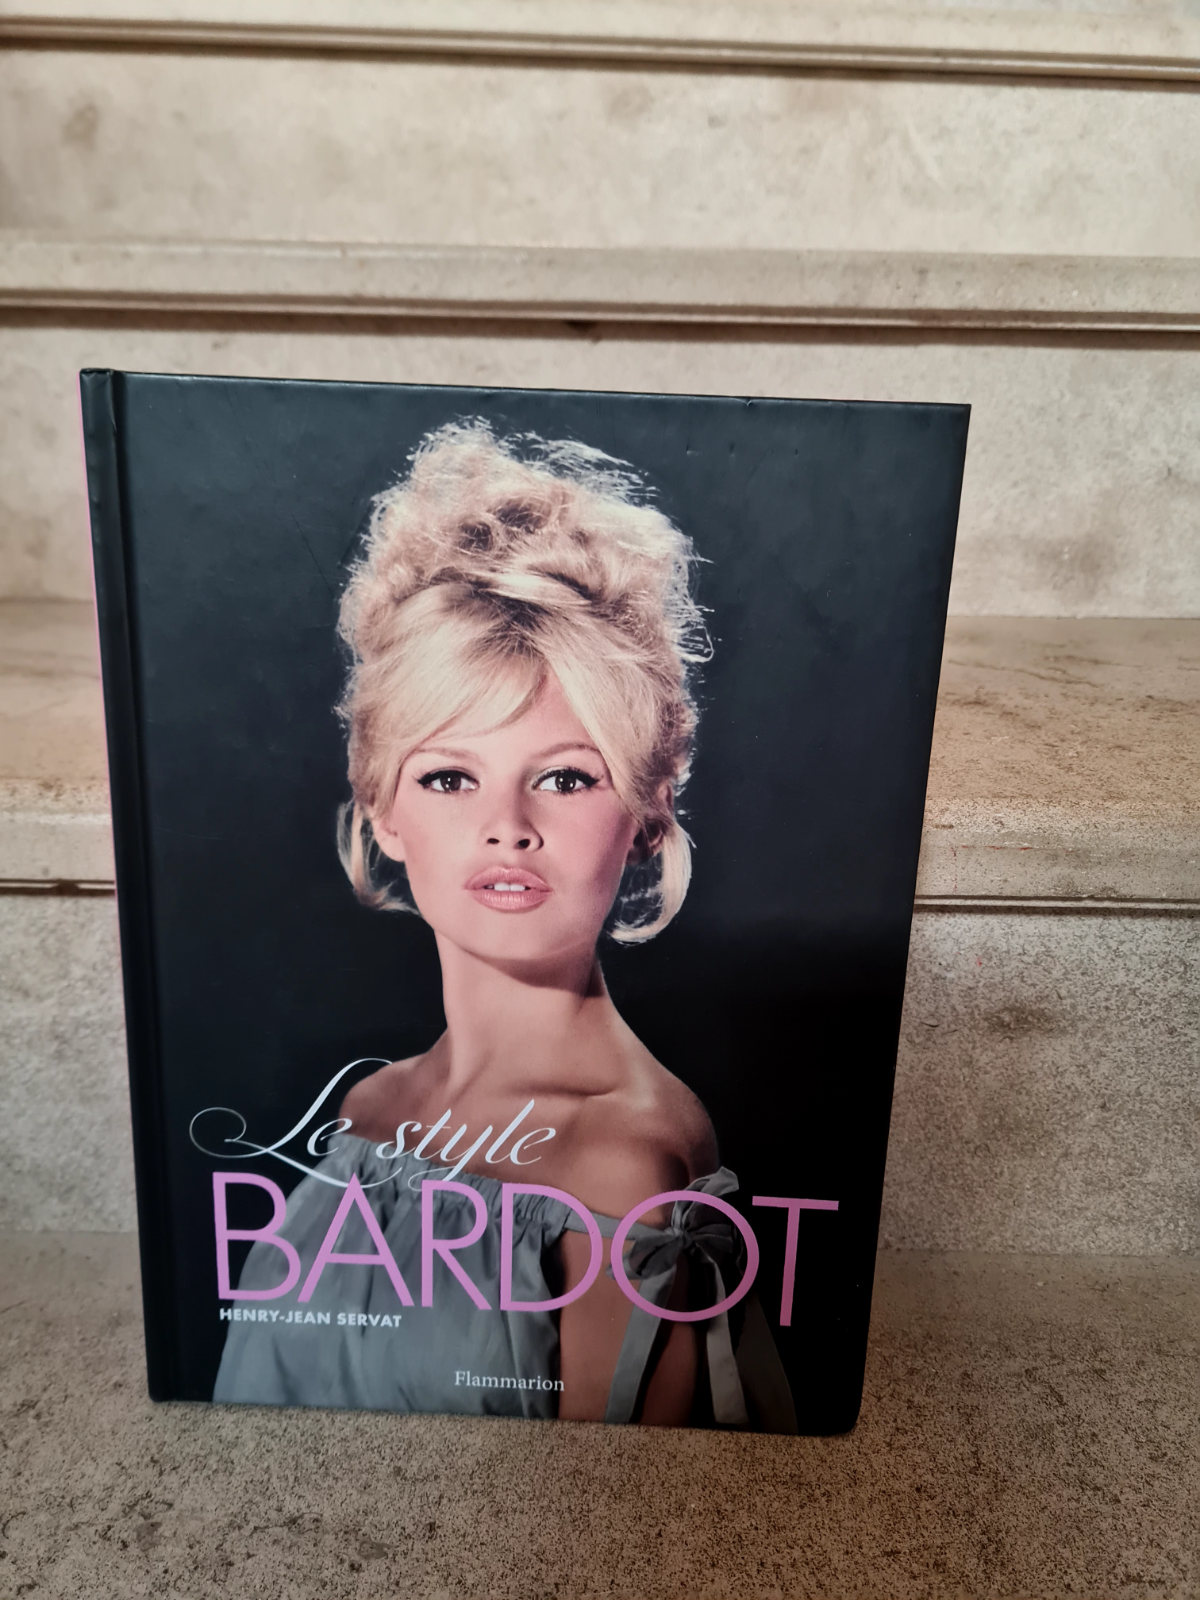 Le style
BARDOT
HENRY-JEAN SERVAT
Flammarion